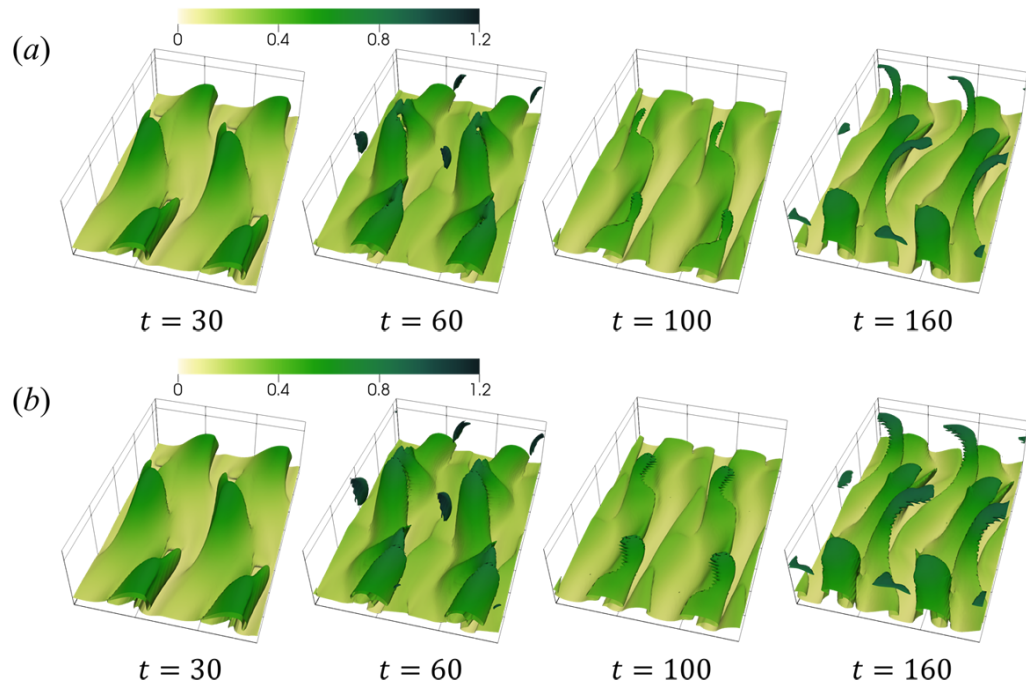 (a)
0 0.4 0.8 1.2
t = 30 t = 60 t = 100 t = 160
(b)
0 0.4 0.8 1.2
t = 30 t = 60 t = 100 t = 160